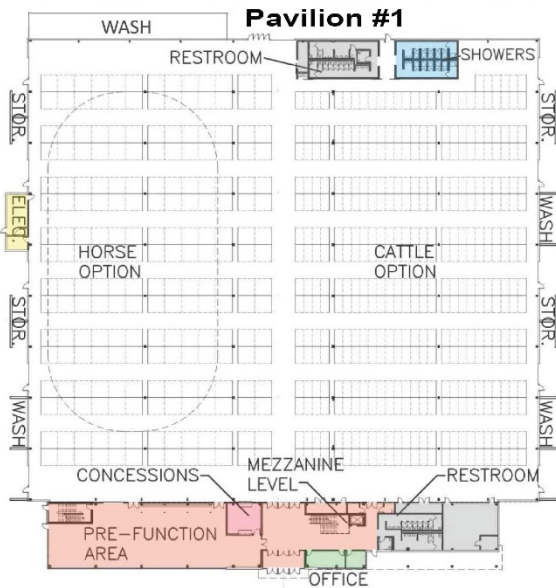 Pavilion #1
WASH
RESTROOM
SHOWERS
STOR.
STOR.
ELEC.
WASH
HORSE
OPTION
CATTLE
OPTION
STOR.
STOR.
WASH
WASH
CONCESSIONS
MEZZANINE
LEVEL
RESTROOM
PRE-FUNCTION
AREA
OFFICE